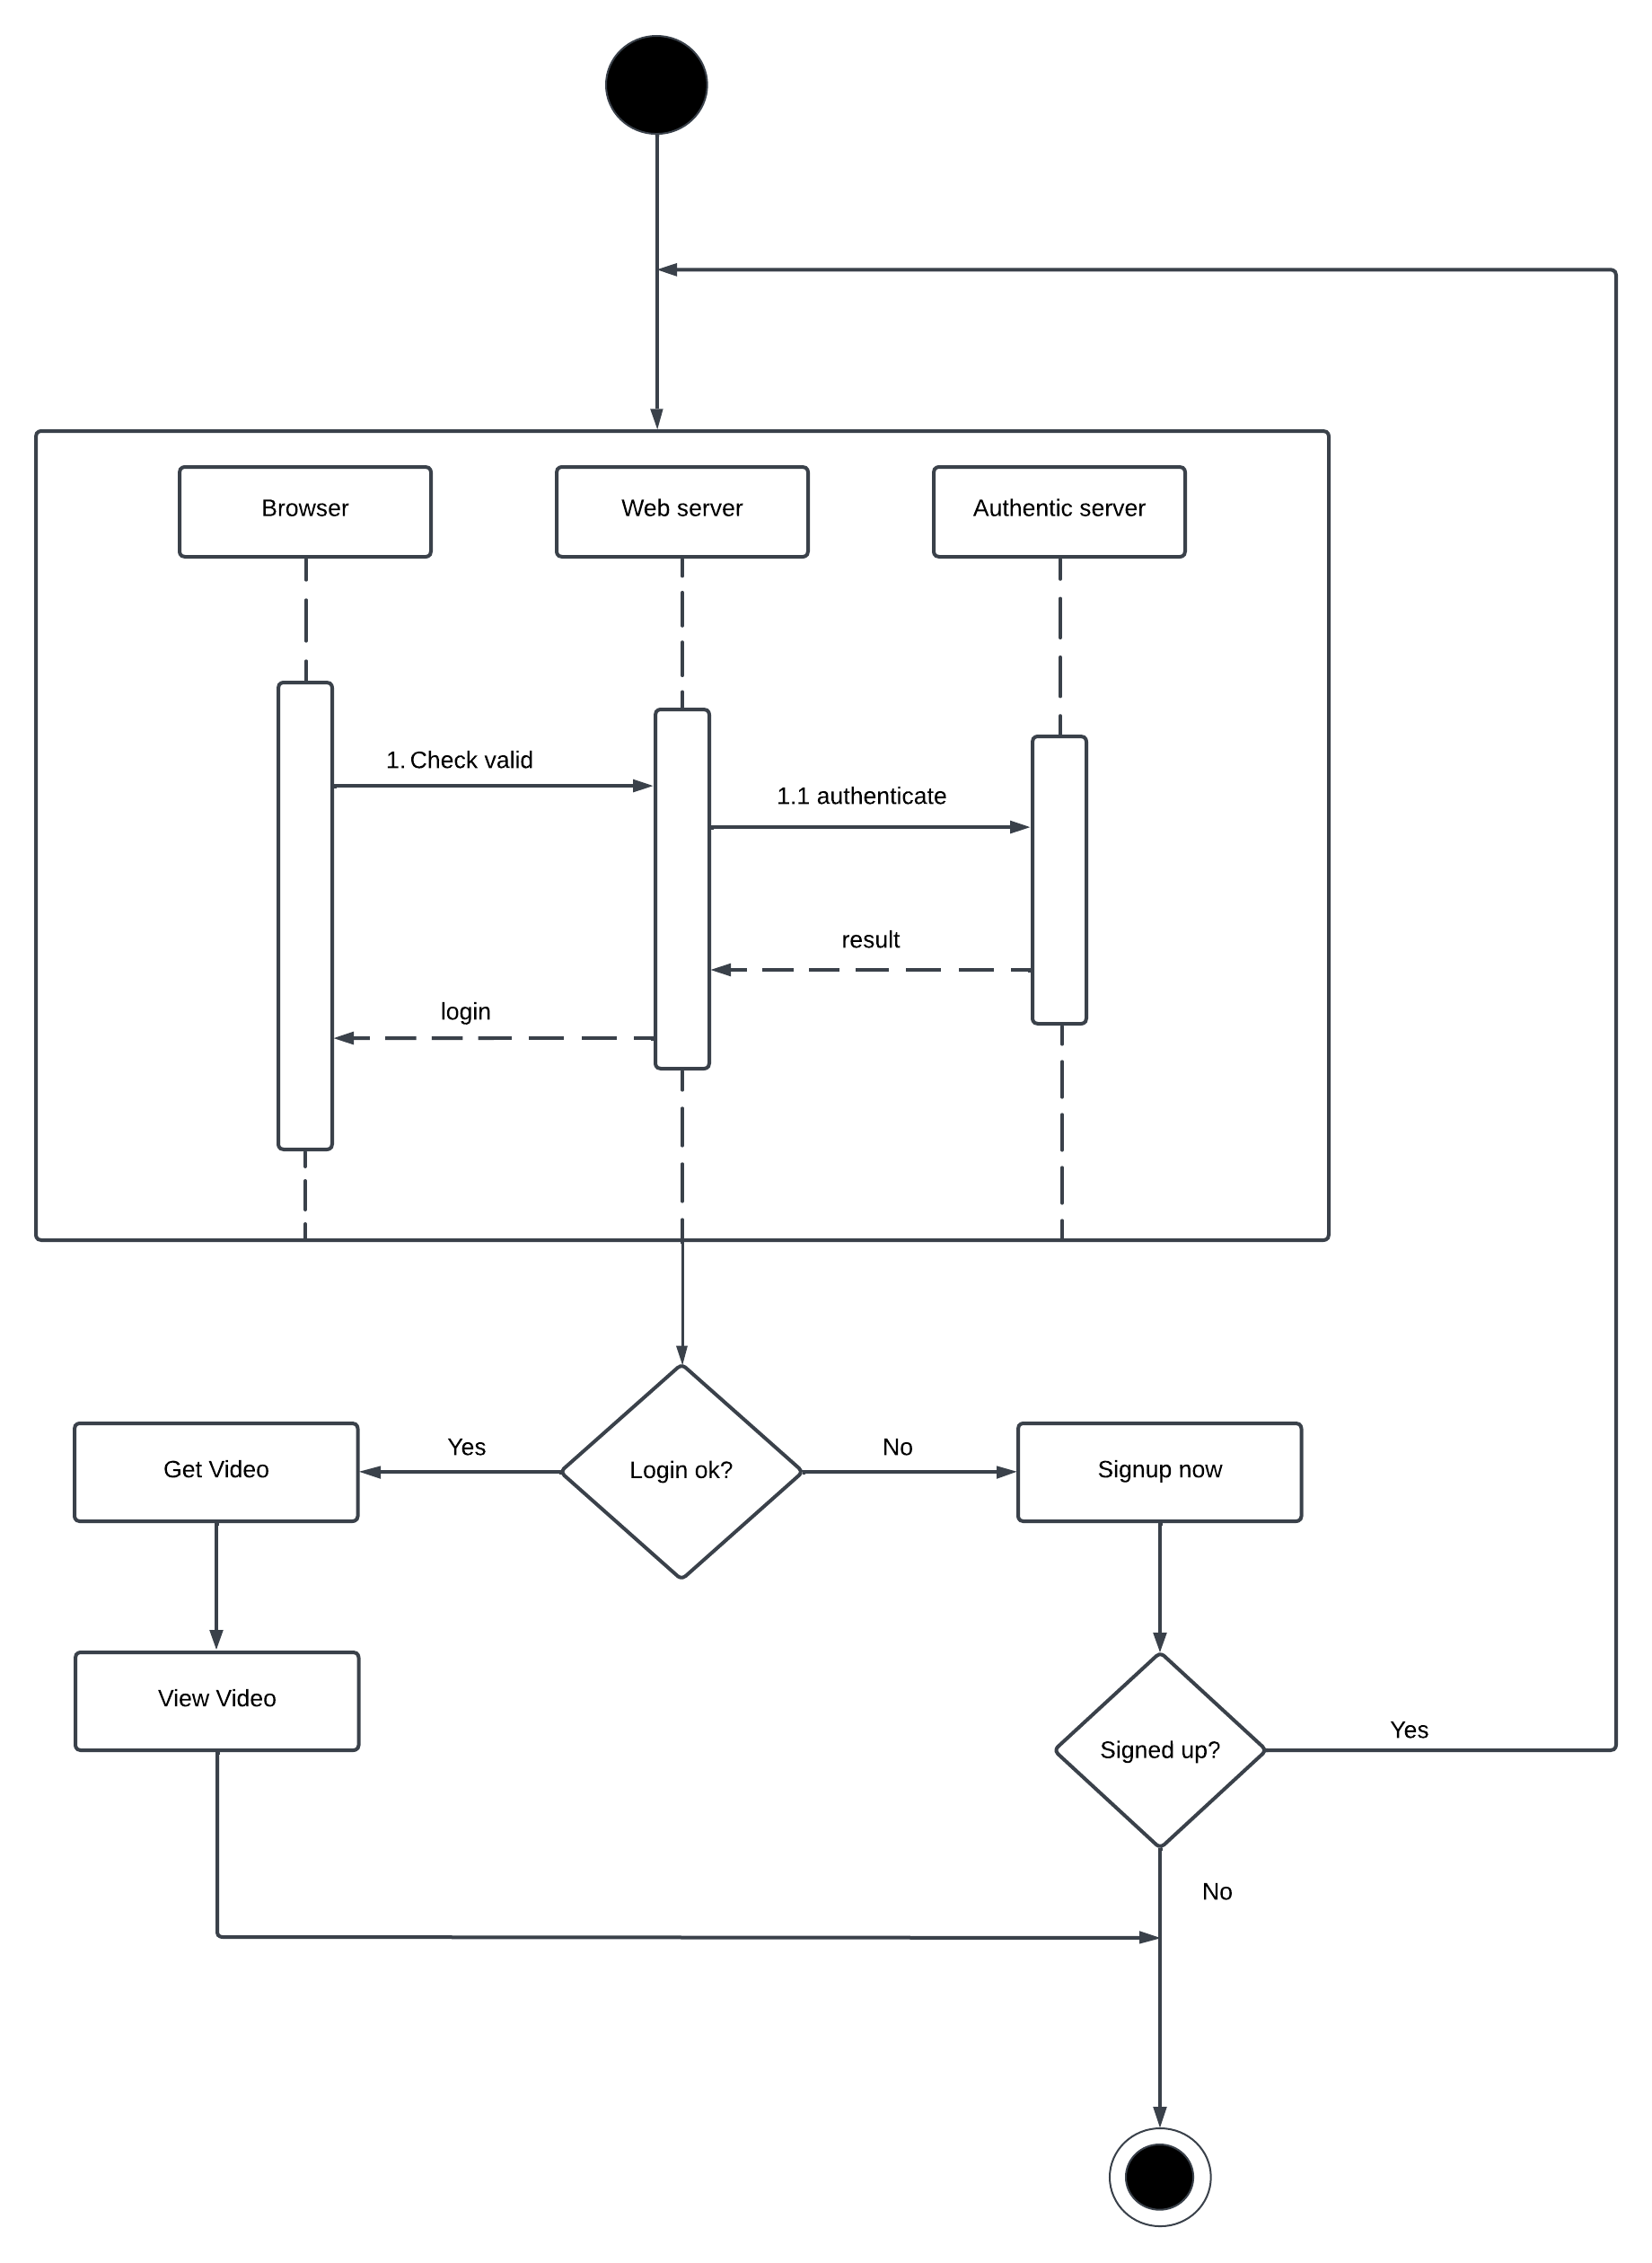 Browser
Web server
Authentic server
1. Check valid
1.1 authenticate
result
login
Yes
No
Get Video
Login ok?
Signup now
View Video
Yes
Signed up?
No